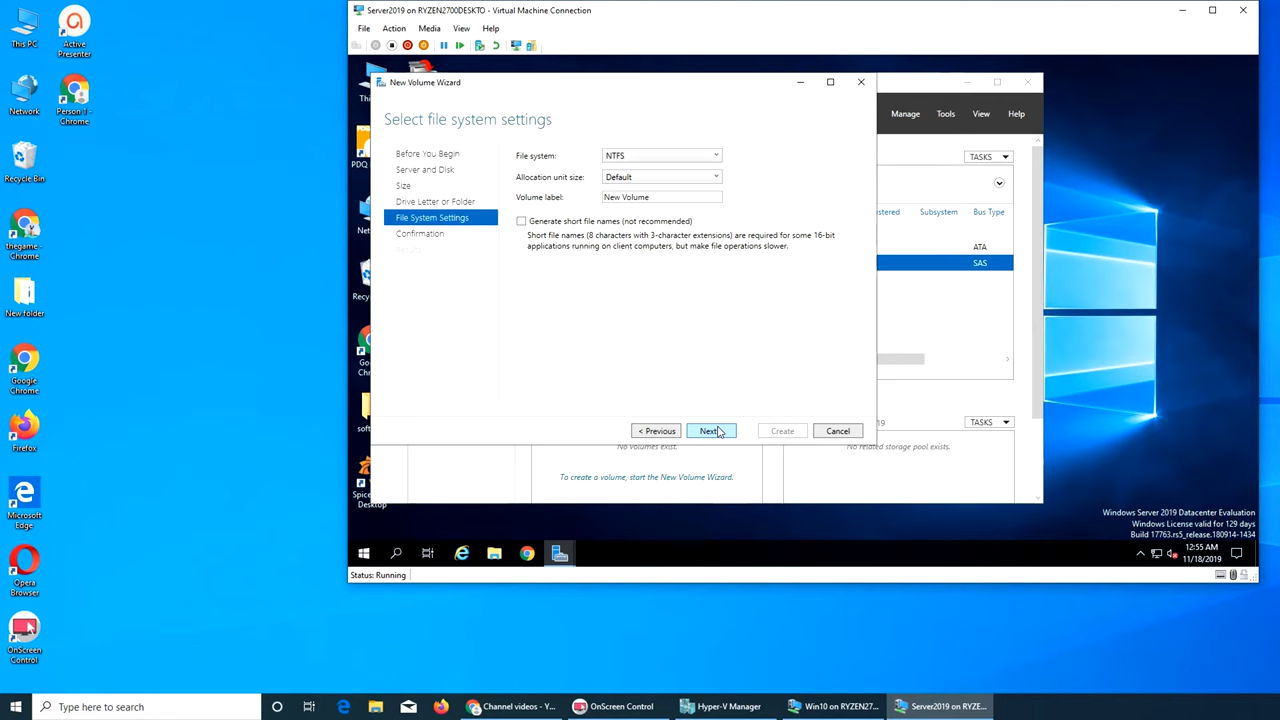 This PC
Active
Presenter
Network
Person 1 -
Chrome
Recycle Bin
thegame -
Chrome
New folder
Google
Chrome
Firefox
Microsoft
Edge
Opera
Browser
OnScreen
Control
Server2019 on RYZEN2700DESKTO - Virtual Machine Connection
File Action Media View Help
New Volume Wizard
Manage Tools View Help
Select file system settings
Before You Begin
Server and Disk
Size
Drive Letter or Folder
File System Settings
Confirmation
Results
File system: NTFS
Allocation unit size: Default
Volume label: New Volume
Generate short file names (not recommended)
Short file names (8 characters with 3-character extensions) are required for some 16-bit
applications running on client computers, but make file operations slower.
< Previous Next Create Cancel
TASKS
Subsystem Bus Type
ATA
SAS
19 TASKS
No volumes exist.
No related storage pool exists.
To create a volume, start the New Volume Wizard.
PDQ
Recyc
Desktop
Windows Server 2019 Datacenter Evaluation
Windows License valid for 129 days
Build 17763.rs5_release.180914-1434
12:55 AM
11/18/2019
Status: Running
Type here to search
Channel videos - Y...
OnScreen Control
Hyper-V Manager
Win10 on RYZEN27...
Server2019 on RYZE...